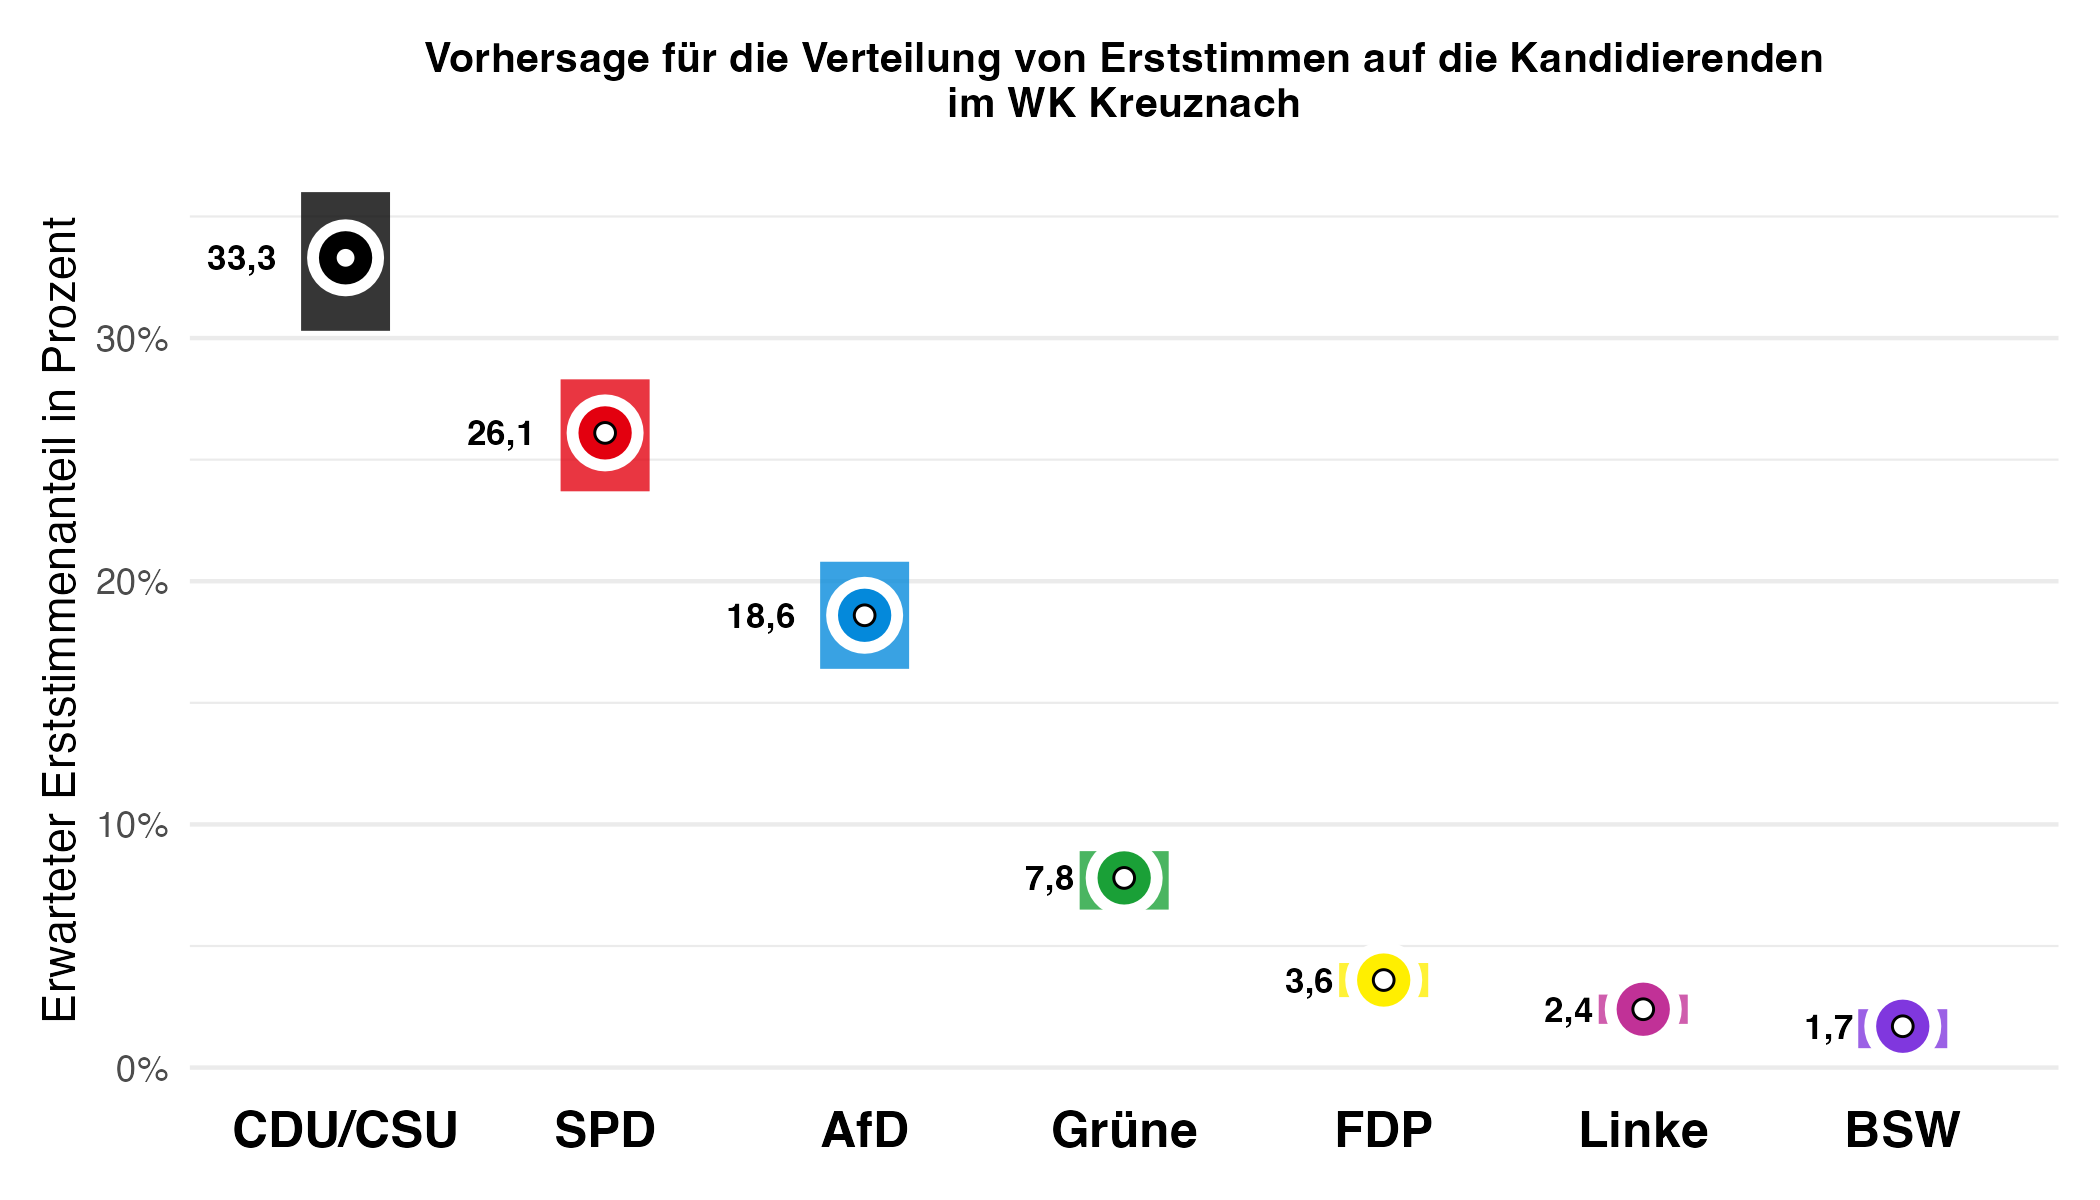 Vorhersage für die Verteilung von Erststimmen auf die Kandidierenden
im WK Kreuznach
Erwarteter Erststimmenanteil in Prozent
33,3
30%
26,1
20%
18,6
10%
7,8
3,6
2,4
1,7
0%
CDU/CSU
SPD
AfD
Grüne
FDP
Linke
BSW